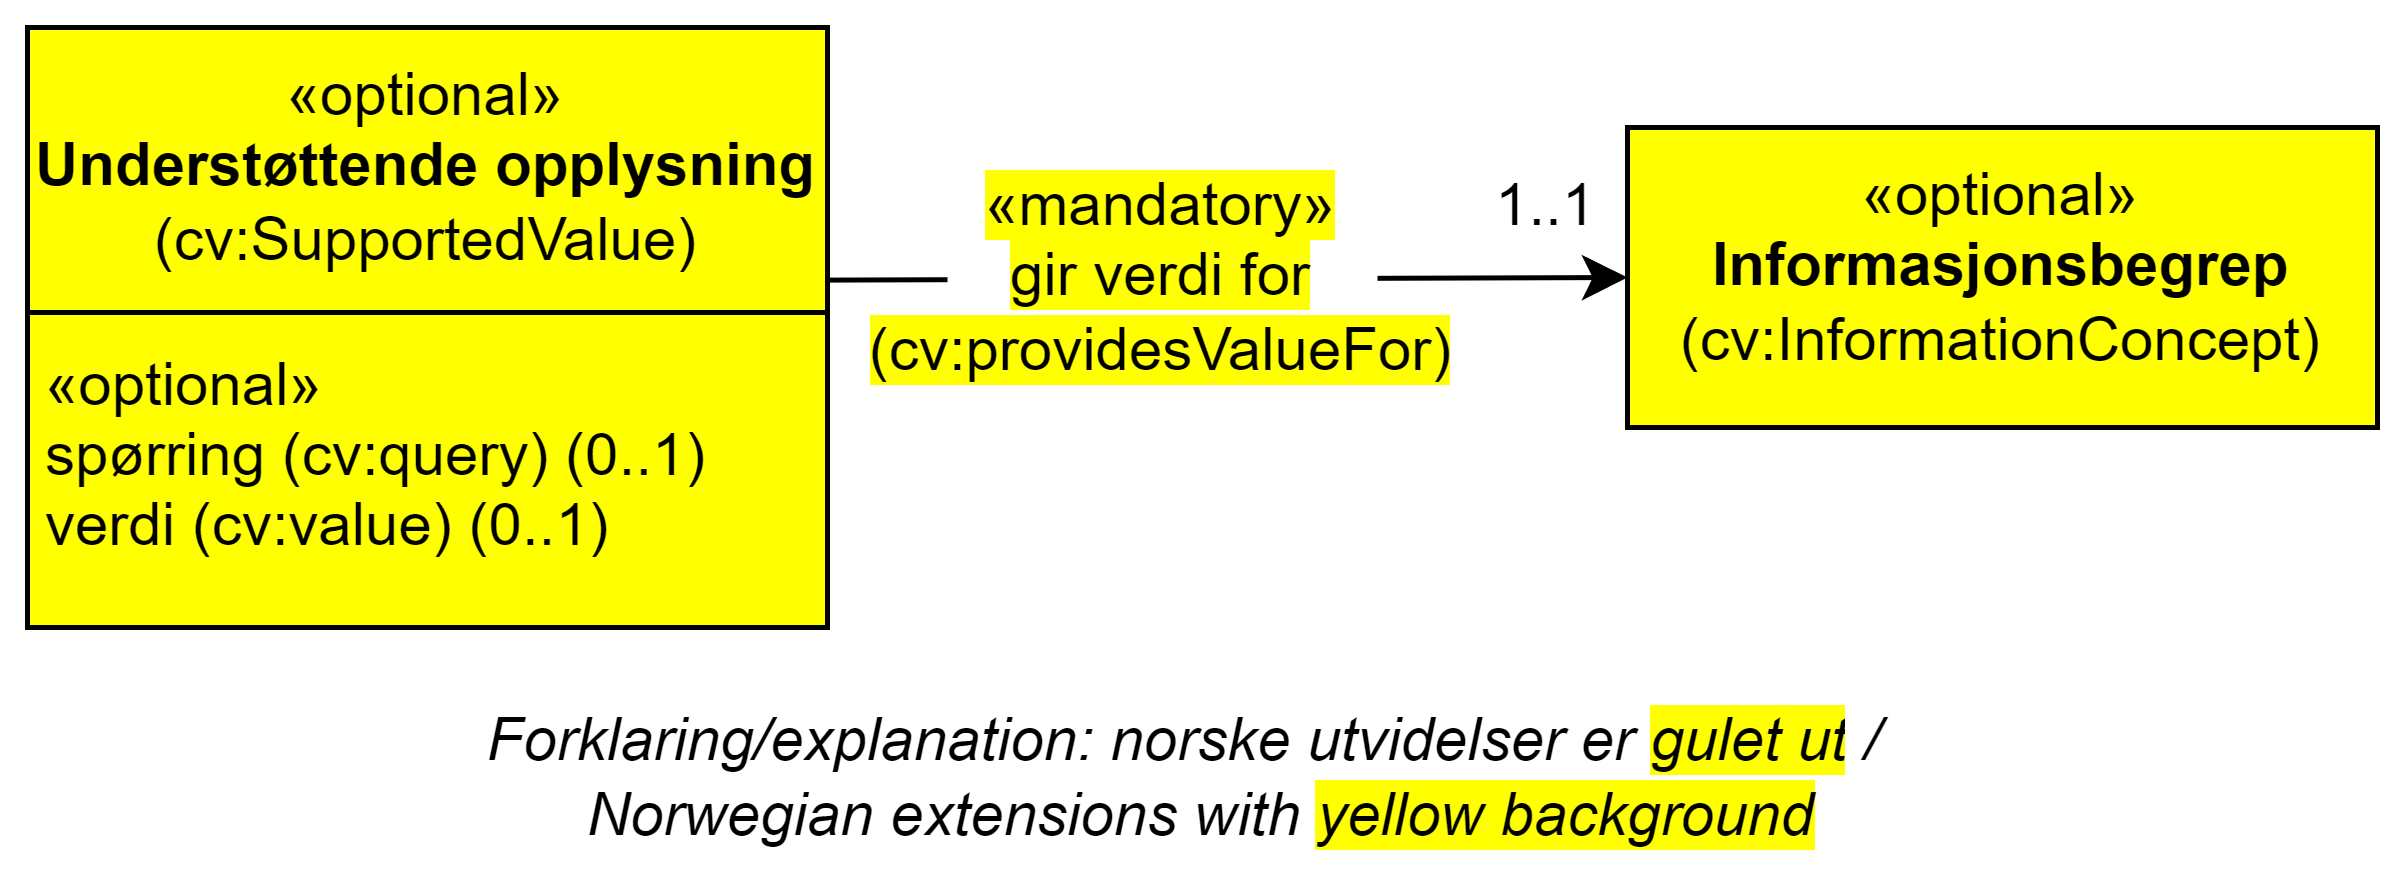 «optional»
Understøttende opplysning
(cv:SupportedValue)
«optional»
spørring (cv:query) (0..1)
verdi (cv:value) (0..1)
«mandatory»
gir verdi for
(cv:providesValueFor)
1..1
«optional»
Informasjonsbegrep
(cv:InformationConcept)
Forklaring/explanation: norske utvidelser er gulet ut /
Norwegian extensions with yellow background